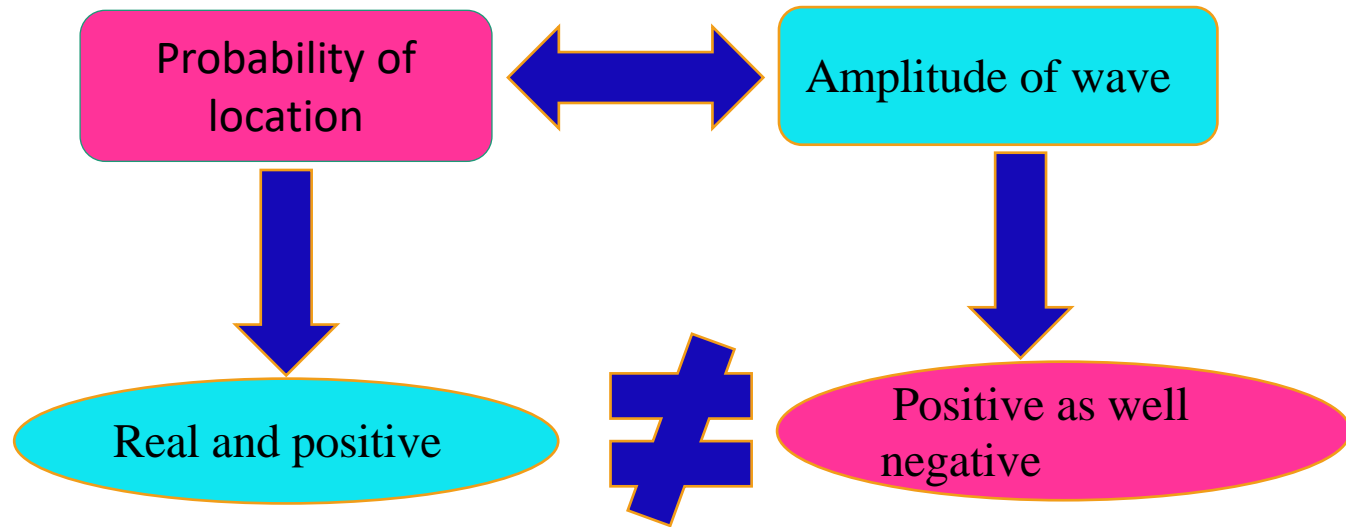 Probability of
location
Amplitude of wave
Real and positive
Positive as well
negative